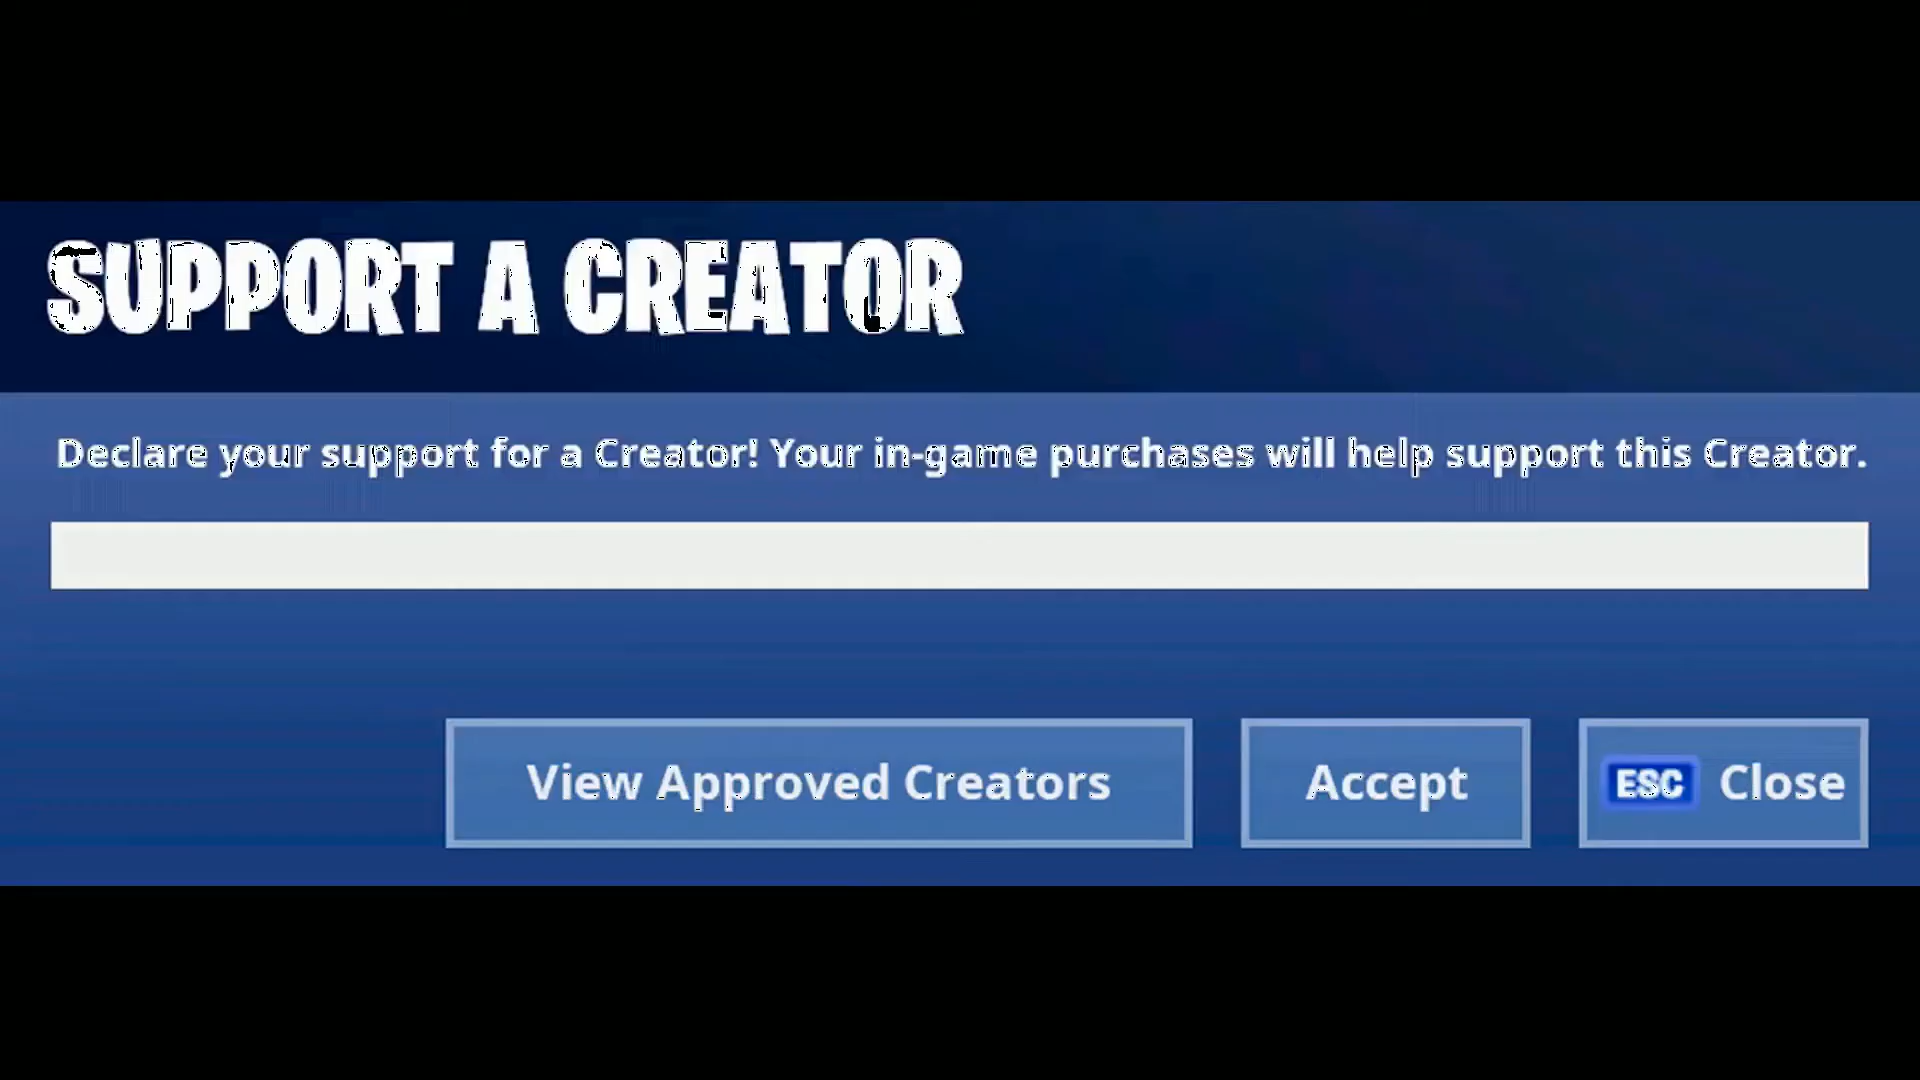 SUPPORT A CREATOR
Declare your support for a Creator! Your in-game purchases will help support this Creator.
View Approved Creators
Accept
ESC Close